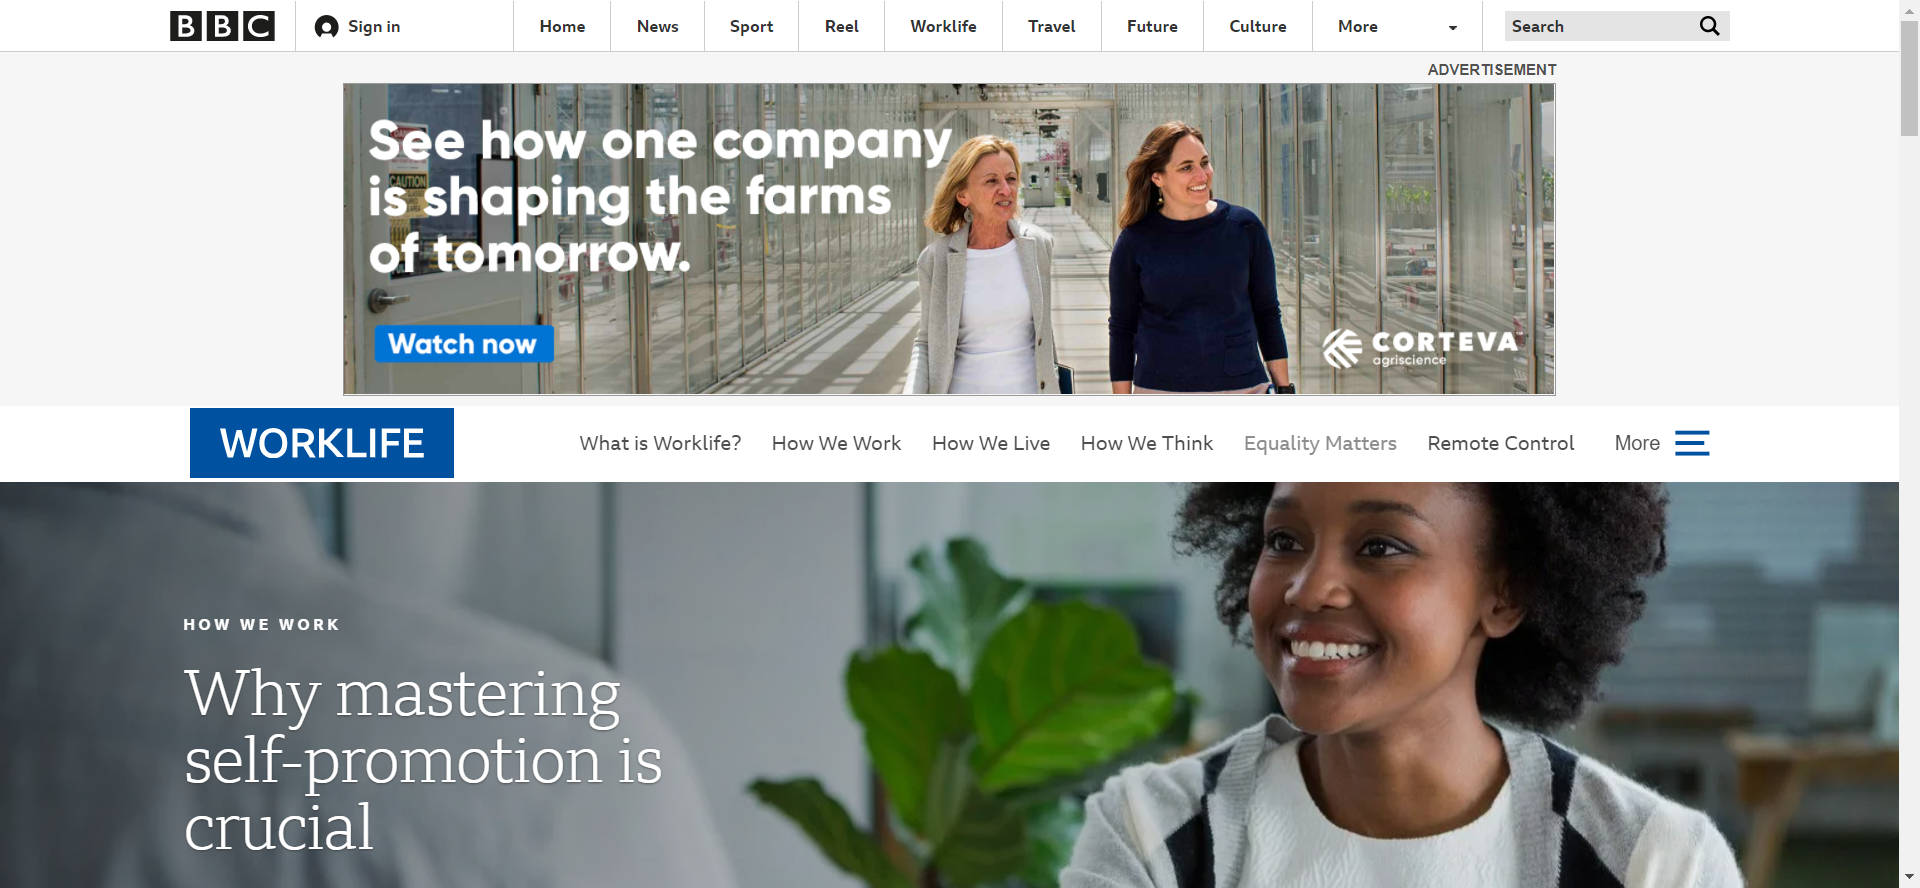 BBC
Sign in
Home
News
Sport
Reel
Worklife
Travel
Future
Culture
More
Search
ADVERTISEMENT
See how one company
is shaping the farms
of tomorrow.
CAUTION
Watch now
CORTEVA™
agriscience
WORKLIFE
What is Worklife?
How We Work
How We Live
How We Think
Equality Matters
Remote Control
More
HOW WE WORK
Why mastering
self-promotion is
crucial